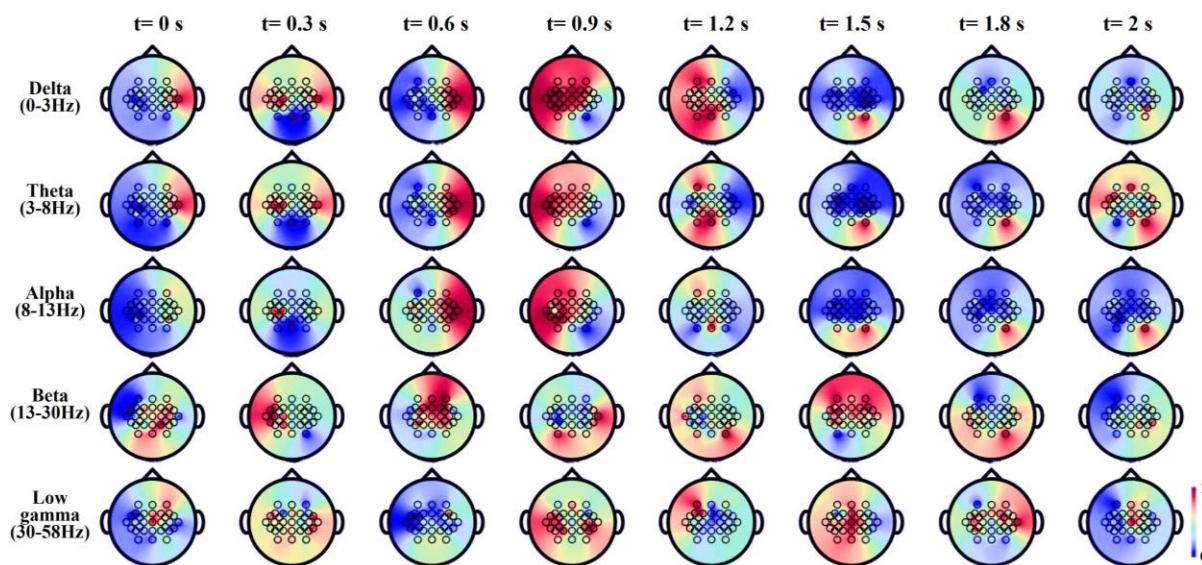 t= 0 s t= 0.3 s t= 0.6 s t= 0.9 s t= 1.2 s t= 1.5 s t= 1.8 s t= 2 s
Delta
(0-3Hz)
Theta
(3-8Hz)
Alpha
(8-13Hz)
Beta
(13-30Hz)
Low
gamma
(30-58Hz)